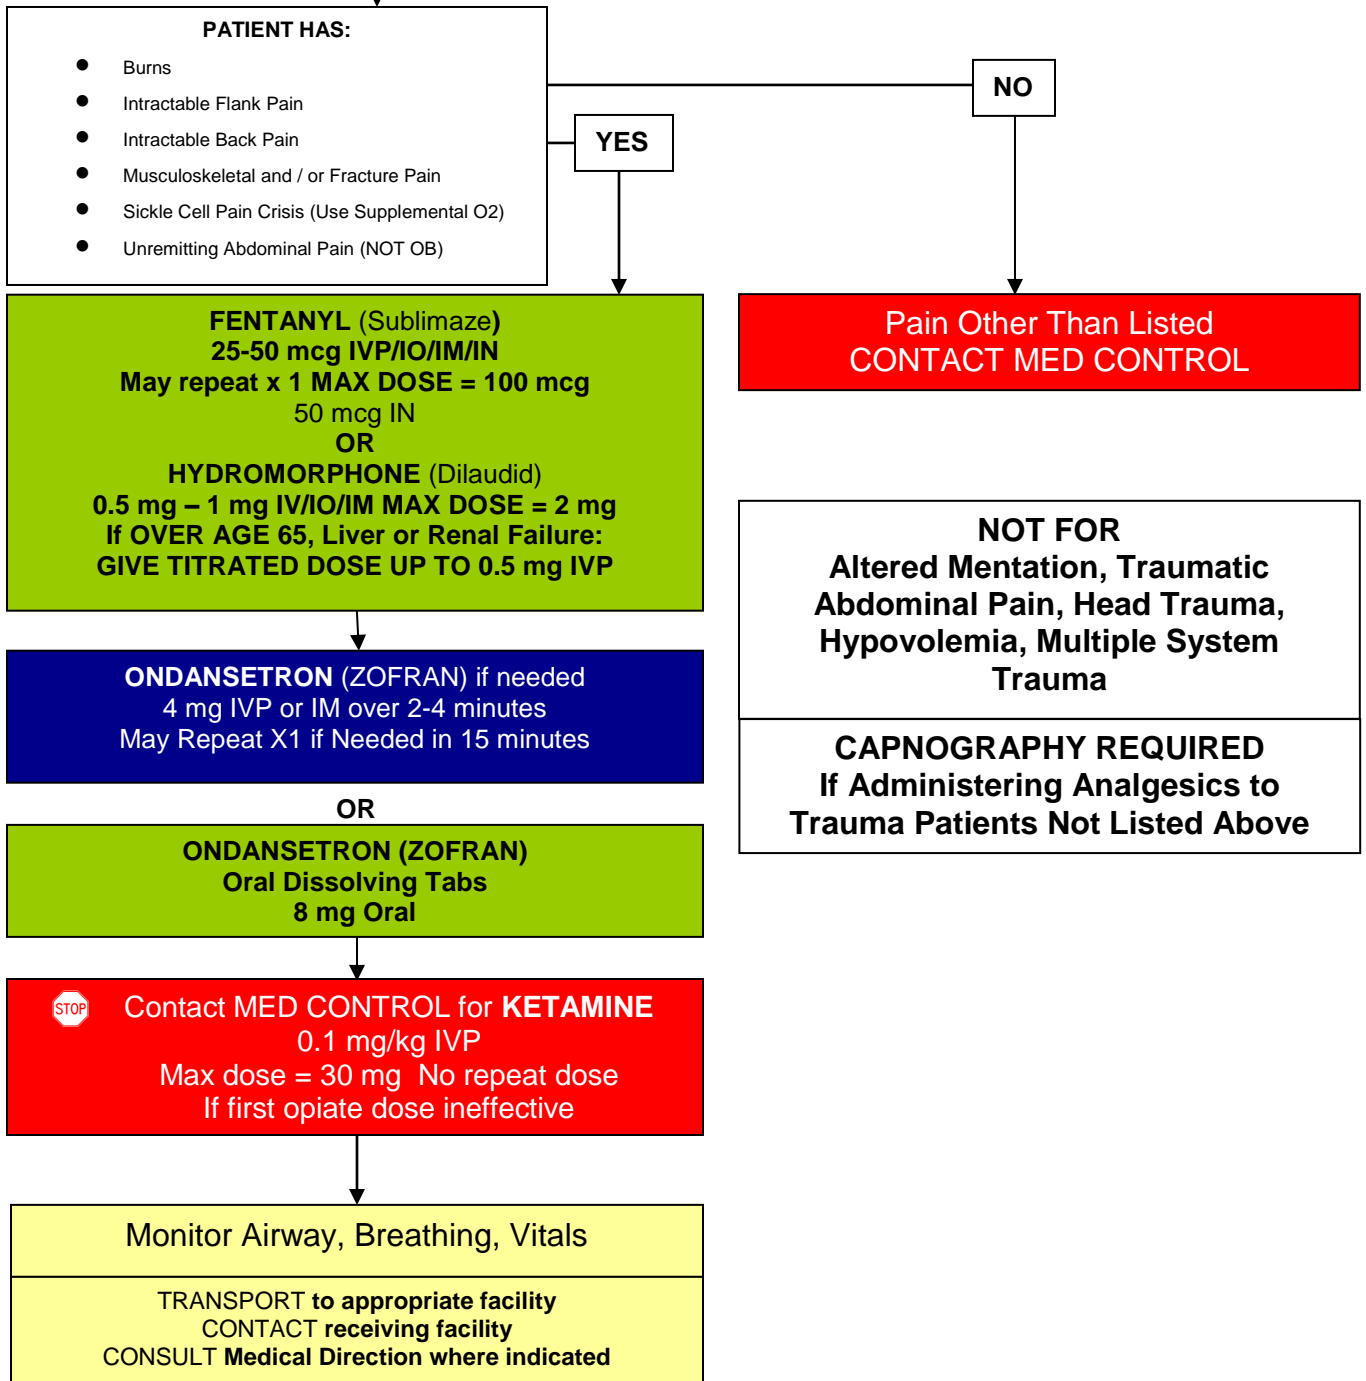 PATIENT HAS:
● Burns
● Intractable Flank Pain
● Intractable Back Pain
● Musculoskeletal and / or Fracture Pain
● Sickle Cell Pain Crisis (Use Supplemental O2)
● Unremitting Abdominal Pain (NOT OB)
YES
NO
FENTANYL (Sublimaze)
25-50 mcg IVP/IO/IM/IN
May repeat x 1 MAX DOSE = 100 mcg
50 mcg IN
OR
HYDROMORPHONE (Dilaudid)
0.5 mg – 1 mg IV/IO/IM MAX DOSE = 2 mg
If OVER AGE 65, Liver or Renal Failure:
GIVE TITRATED DOSE UP TO 0.5 mg IVP
ONDANSETRON (ZOFRAN) if needed
4 mg IVP or IM over 2-4 minutes
May Repeat X1 if Needed in 15 minutes
OR
ONDANSETRON (ZOFRAN)
Oral Dissolving Tabs
8 mg Oral
STOP Contact MED CONTROL for KETAMINE
0.1 mg/kg IVP
Max dose = 30 mg No repeat dose
If first opiate dose ineffective
Monitor Airway, Breathing, Vitals
TRANSPORT to appropriate facility
CONTACT receiving facility
CONSULT Medical Direction where indicated
Pain Other Than Listed
CONTACT MED CONTROL
NOT FOR
Altered Mentation, Traumatic
Abdominal Pain, Head Trauma,
Hypovolemia, Multiple System
Trauma
CAPNOGRAPHY REQUIRED
If Administering Analgesics to
Trauma Patients Not Listed Above